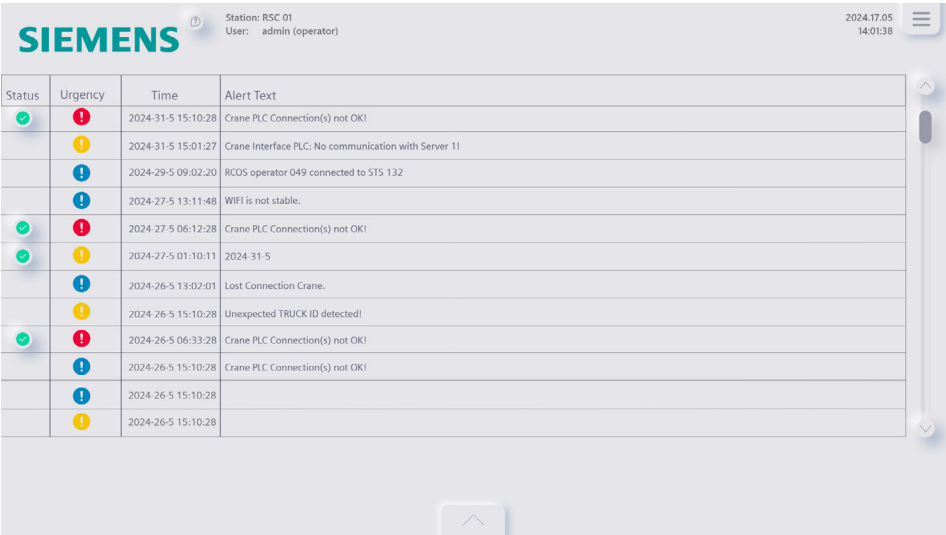 SIEMENS
Station: RSC 01
User: admin (operator)
2024.17.05
14:01:38
Status Urgency Time Alert Text
2024-31-5 15:10:28 Crane PLC Connection(s) not OK!
2024-31-5 15:01:27 Crane Interface PLC: No communication with Server 1!
2024-29-5 09:02:20 RCOS operator 049 connected to STS 132
2024-27-5 13:11:48 WIFI is not stable.
2024-27-5 06:12:28 Crane PLC Connection(s) not OK!
2024-27-5 01:10:11 2024-31-5
2024-26-5 13:02:01 Lost Connection Crane.
2024-26-5 15:10:28 Unexpected TRUCK ID detected!
2024-26-5 06:33:28 Crane PLC Connection(s) not OK!
2024-26-5 15:10:28 Crane PLC Connection(s) not OK!
2024-26-5 15:10:28
2024-26-5 15:10:28